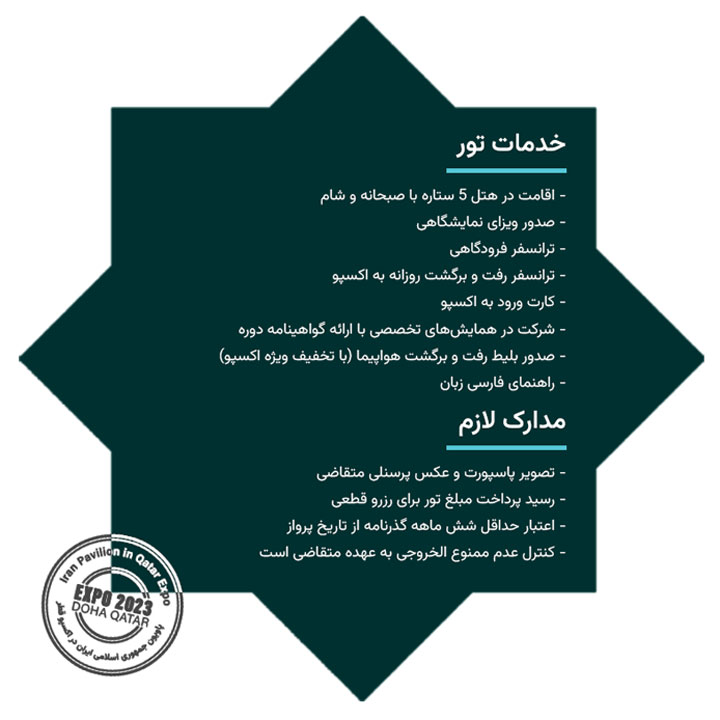 خدمات تور
- اقامت در هتل 5 ستاره با صبحانه و شام
- صدور ویزای نمایشگاهی
- ترانسفر فرودگاهی
- ترانسفر رفت و برگشت روزانه به اکسپو
- کارت ورود به اکسپو
- شرکت در همایش‌های تخصصی با ارائه گواهینامه دوره
- صدور بلیط رفت و برگشت هواپیما (با تخفیف ویژه اکسپو)
- راهنمای فارسی زبان
مدارک لازم
- تصویر پاسپورت و عکس پرسنلی متقاضی
- رسید پرداخت مبلغ تور برای رزرو قطعی
- اعتبار حداقل شش ماهه گذرنامه از تاریخ پرواز
- کنترل عدم ممنوع الخروجی به عهده متقاضی است
Iran Pavilion in Qatar Expo
EXPO 2023
DOHA QATAR
پاویون جمهوری اسلامی ایران در اکسپو قطر